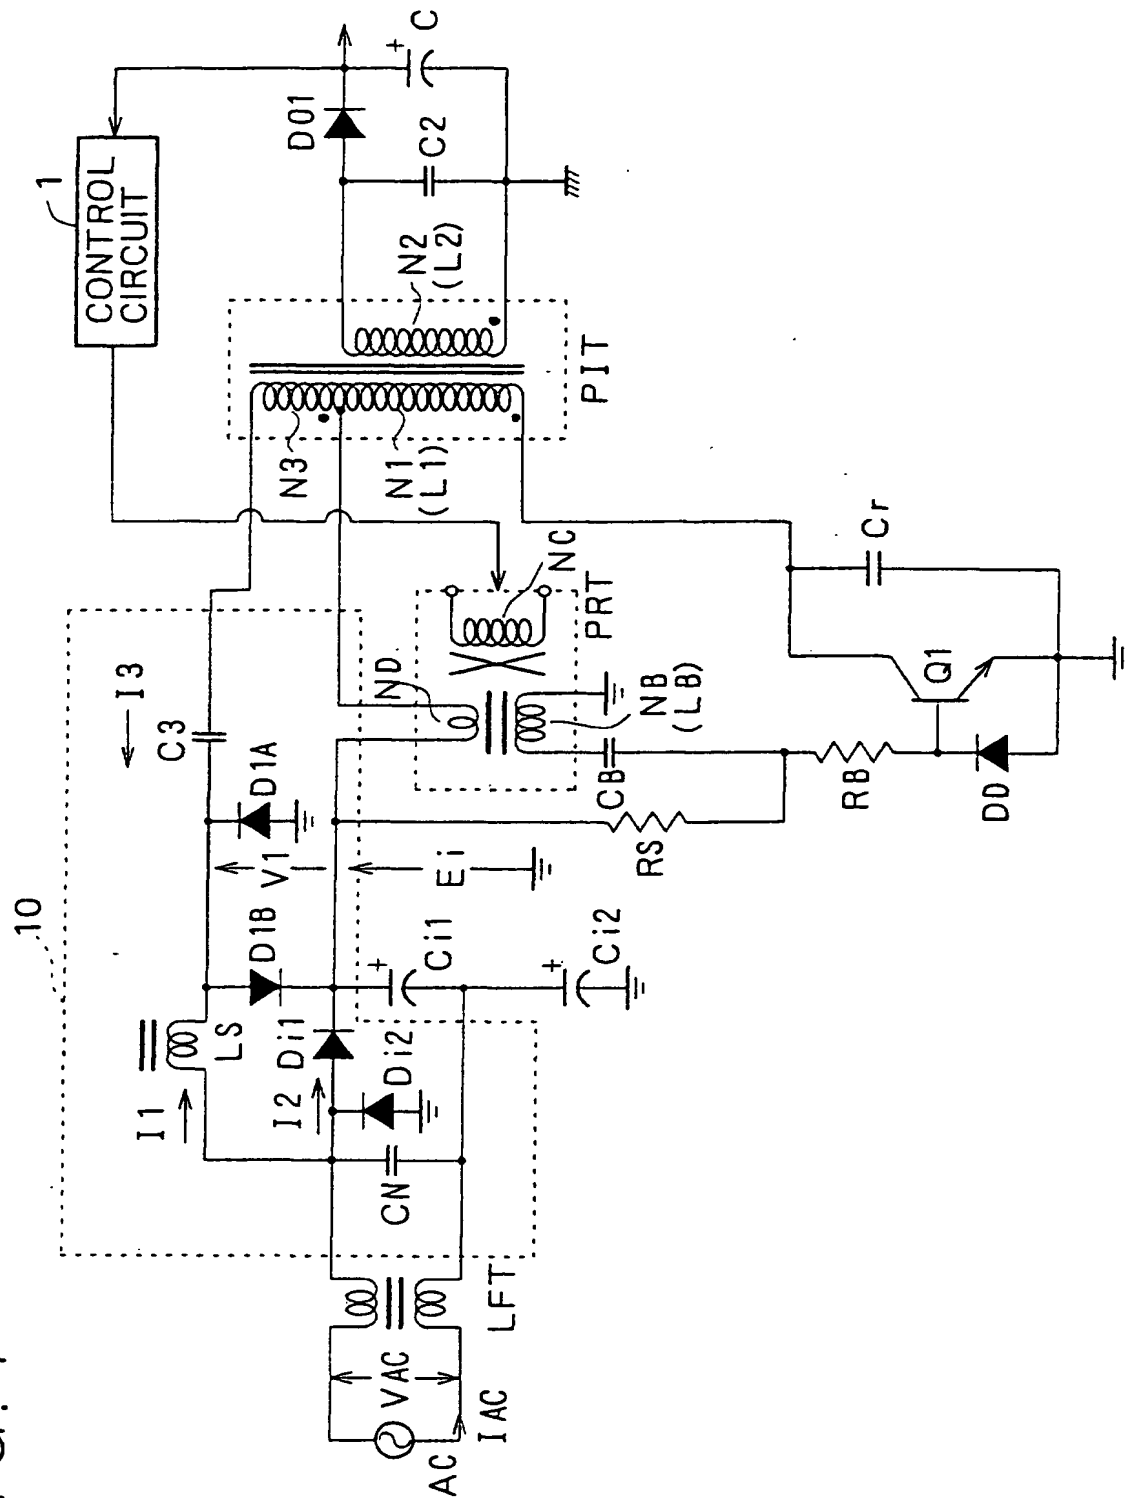 10
I1
LS
I2
Di1
Di2
CN
D1B
V1
D1A
C3
I3
Ei
Ci1
+
Ci2
+
AC
VAC
IAC
LFT
ND
NC
PRT
NB
(LB)
CB
RS
RB
DD
Q1
Cr
N3
N1
(L1)
N2
(L2)
PIT
1
CONTROL
CIRCUIT
D01
C2
+
C